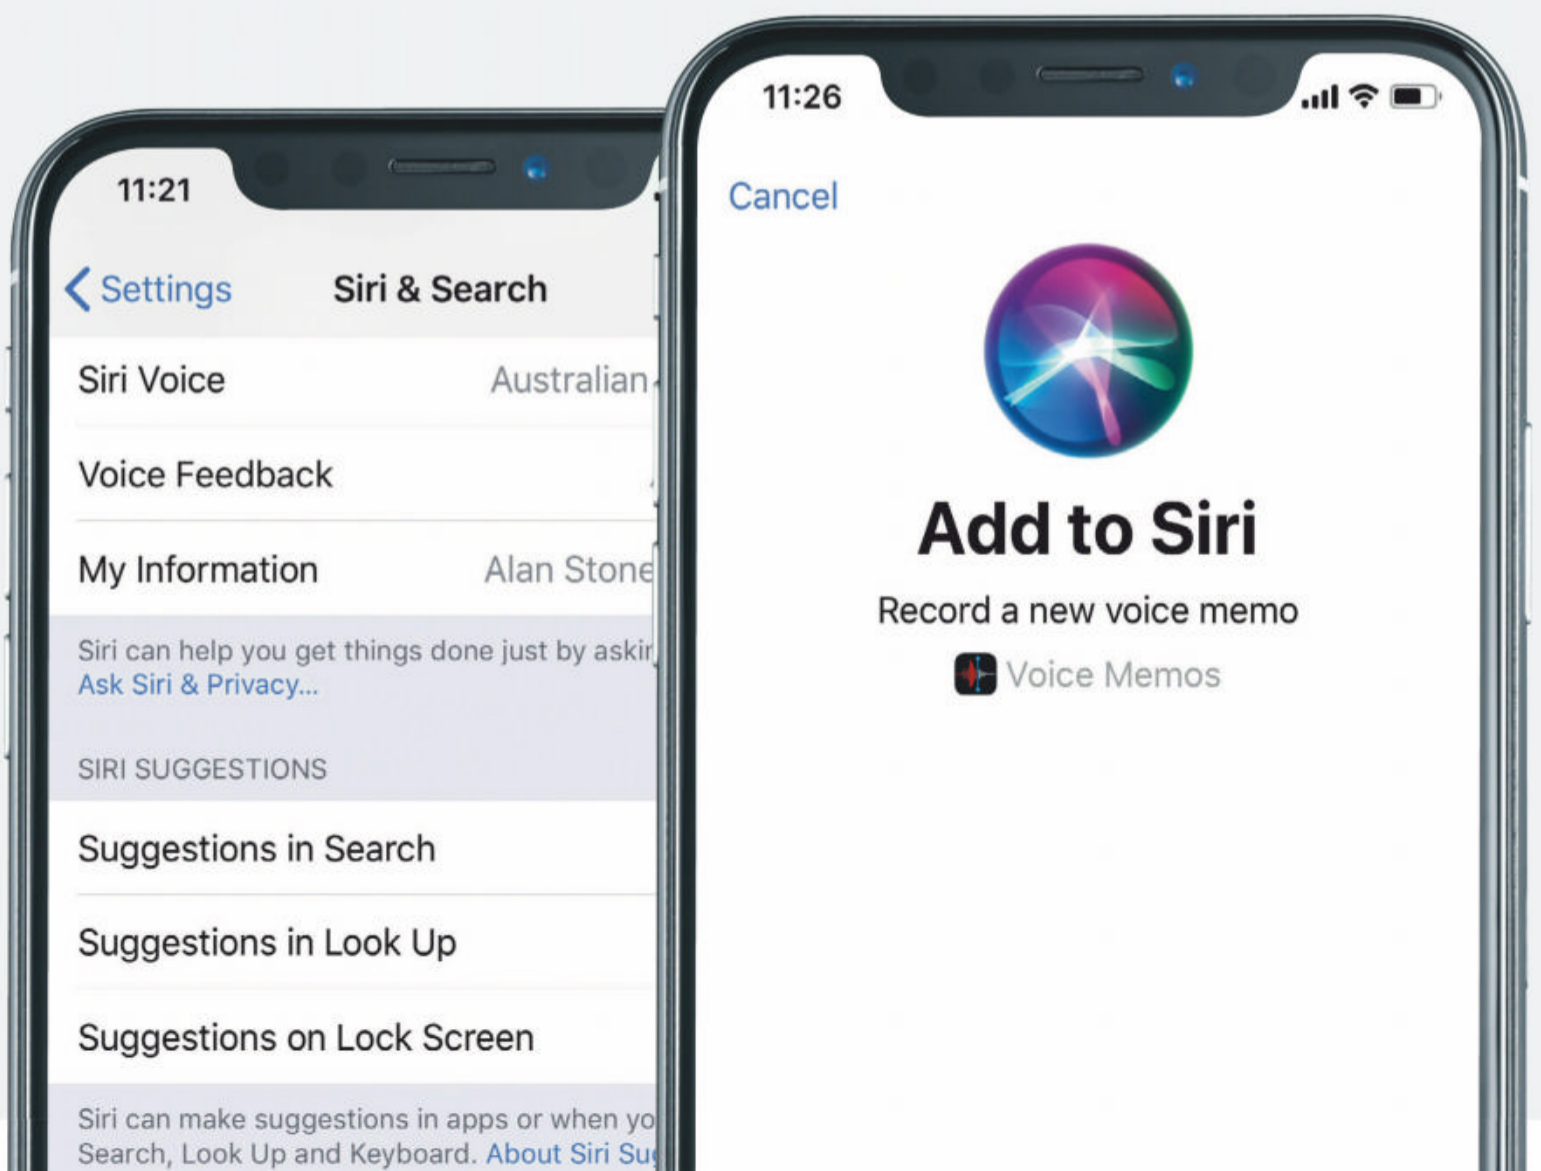 11:21
Settings
Siri & Search
Siri Voice
Australian
Voice Feedback
My Information
Alan Stone
Siri can help you get things done just by
Ask Siri & Privacy...
SIRI SUGGESTIONS
Suggestions in Search
Suggestions in Look Up
Suggestions on Lock Screen
Siri can make suggestions in apps or when
Search, Look Up and Keyboard. About Siri
11:26
Cancel
Add to Siri
Record a new voice memo
Voice Memos